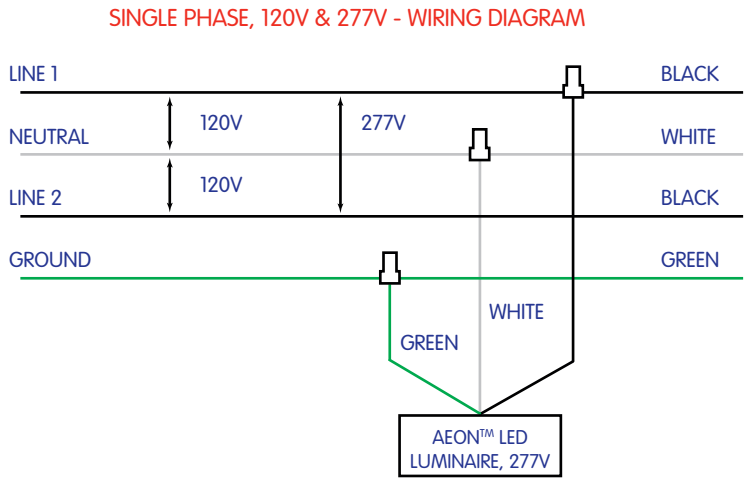 SINGLE PHASE, 120V & 277V - WIRING DIAGRAM
LINE 1
BLACK
120V
277V
NEUTRAL
WHITE
120V
LINE 2
BLACK
GROUND
GREEN
WHITE
GREEN
AEON™ LED
LUMINAIRE, 277V